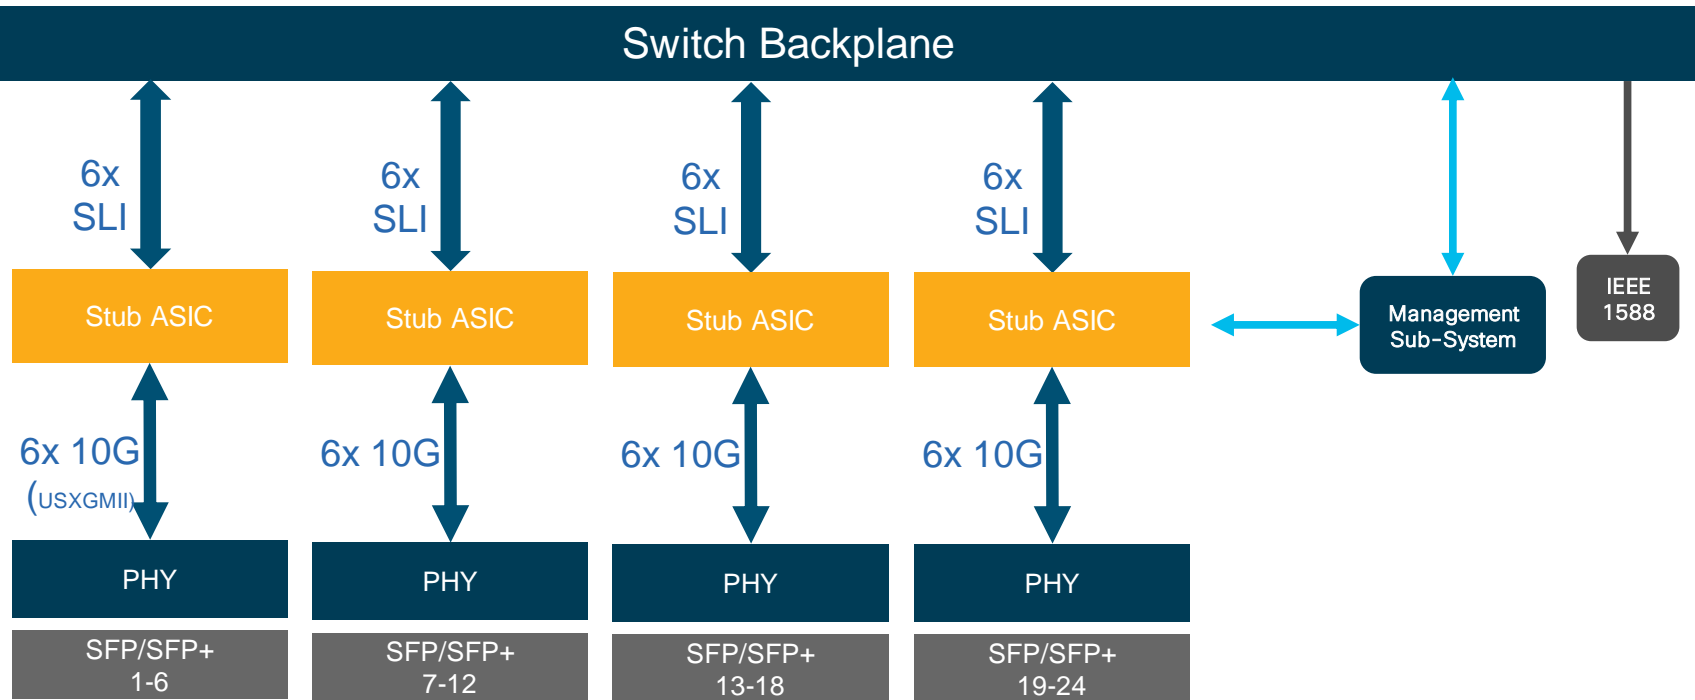 Switch Backplane
6x
SLI
6x
SLI
6x
SLI
6x
SLI
Stub ASIC
Stub ASIC
Stub ASIC
Stub ASIC
Management
Sub-System
IEEE
1588
6x 10G
(USXGMII)
6x 10G
6x 10G
6x 10G
PHY
PHY
PHY
PHY
SFP/SFP+
1-6
SFP/SFP+
7-12
SFP/SFP+
13-18
SFP/SFP+
19-24